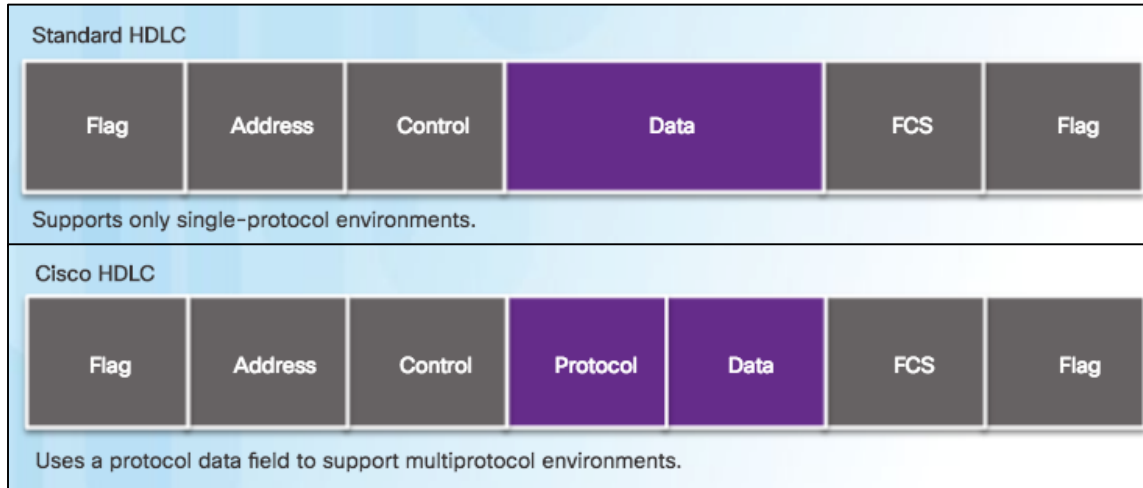 Standard HDLC
Flag Address Control Data FCS Flag
Supports only single-protocol environments.
Cisco HDLC
Flag Address Control Protocol Data FCS Flag
Uses a protocol data field to support multiprotocol environments.